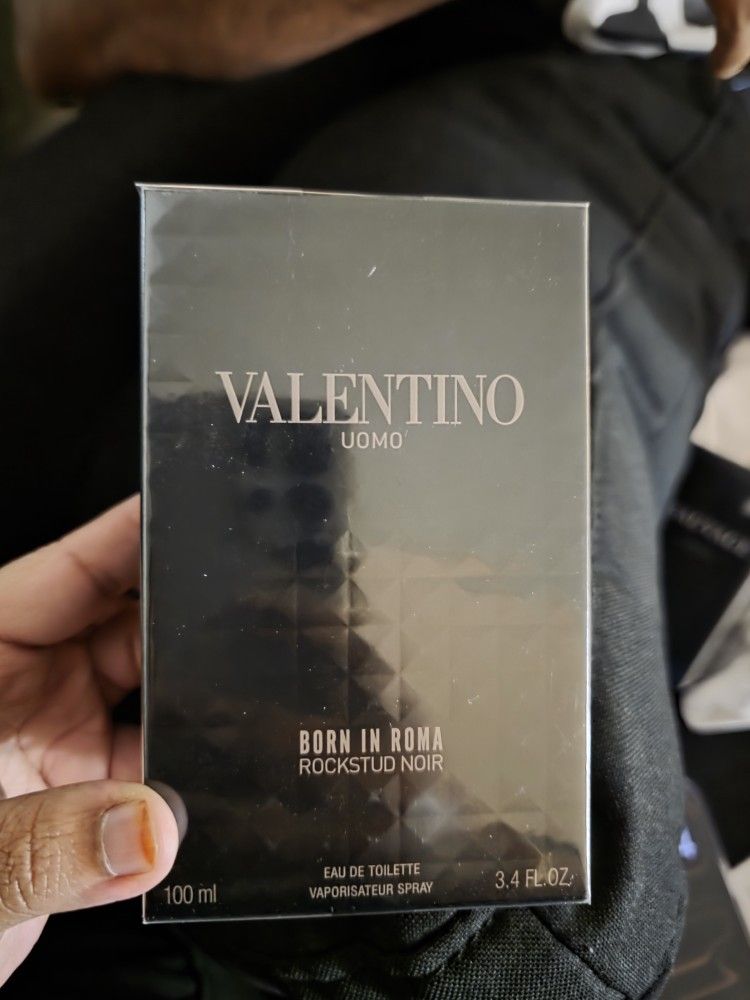 VALENTINO
UOMO
BORN IN ROMA
ROCKSTUD NOIR
EAU DE TOILETTE
VAPORISATEUR SPRAY
100 ml
3.4 FL.OZ.